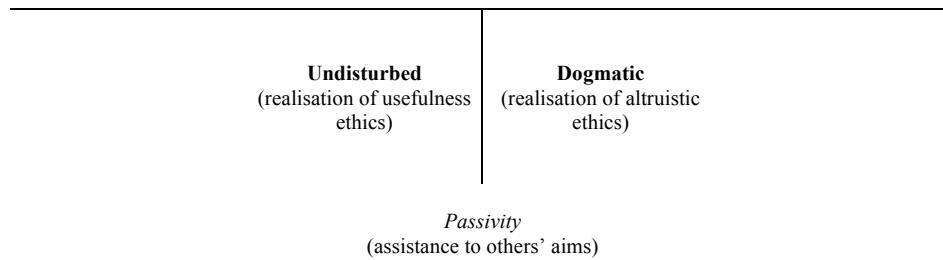 Undisturbed
(realisation of usefulness
ethics)
Dogmatic
(realisation of altruistic
ethics)
Passivity
(assistance to others’ aims)